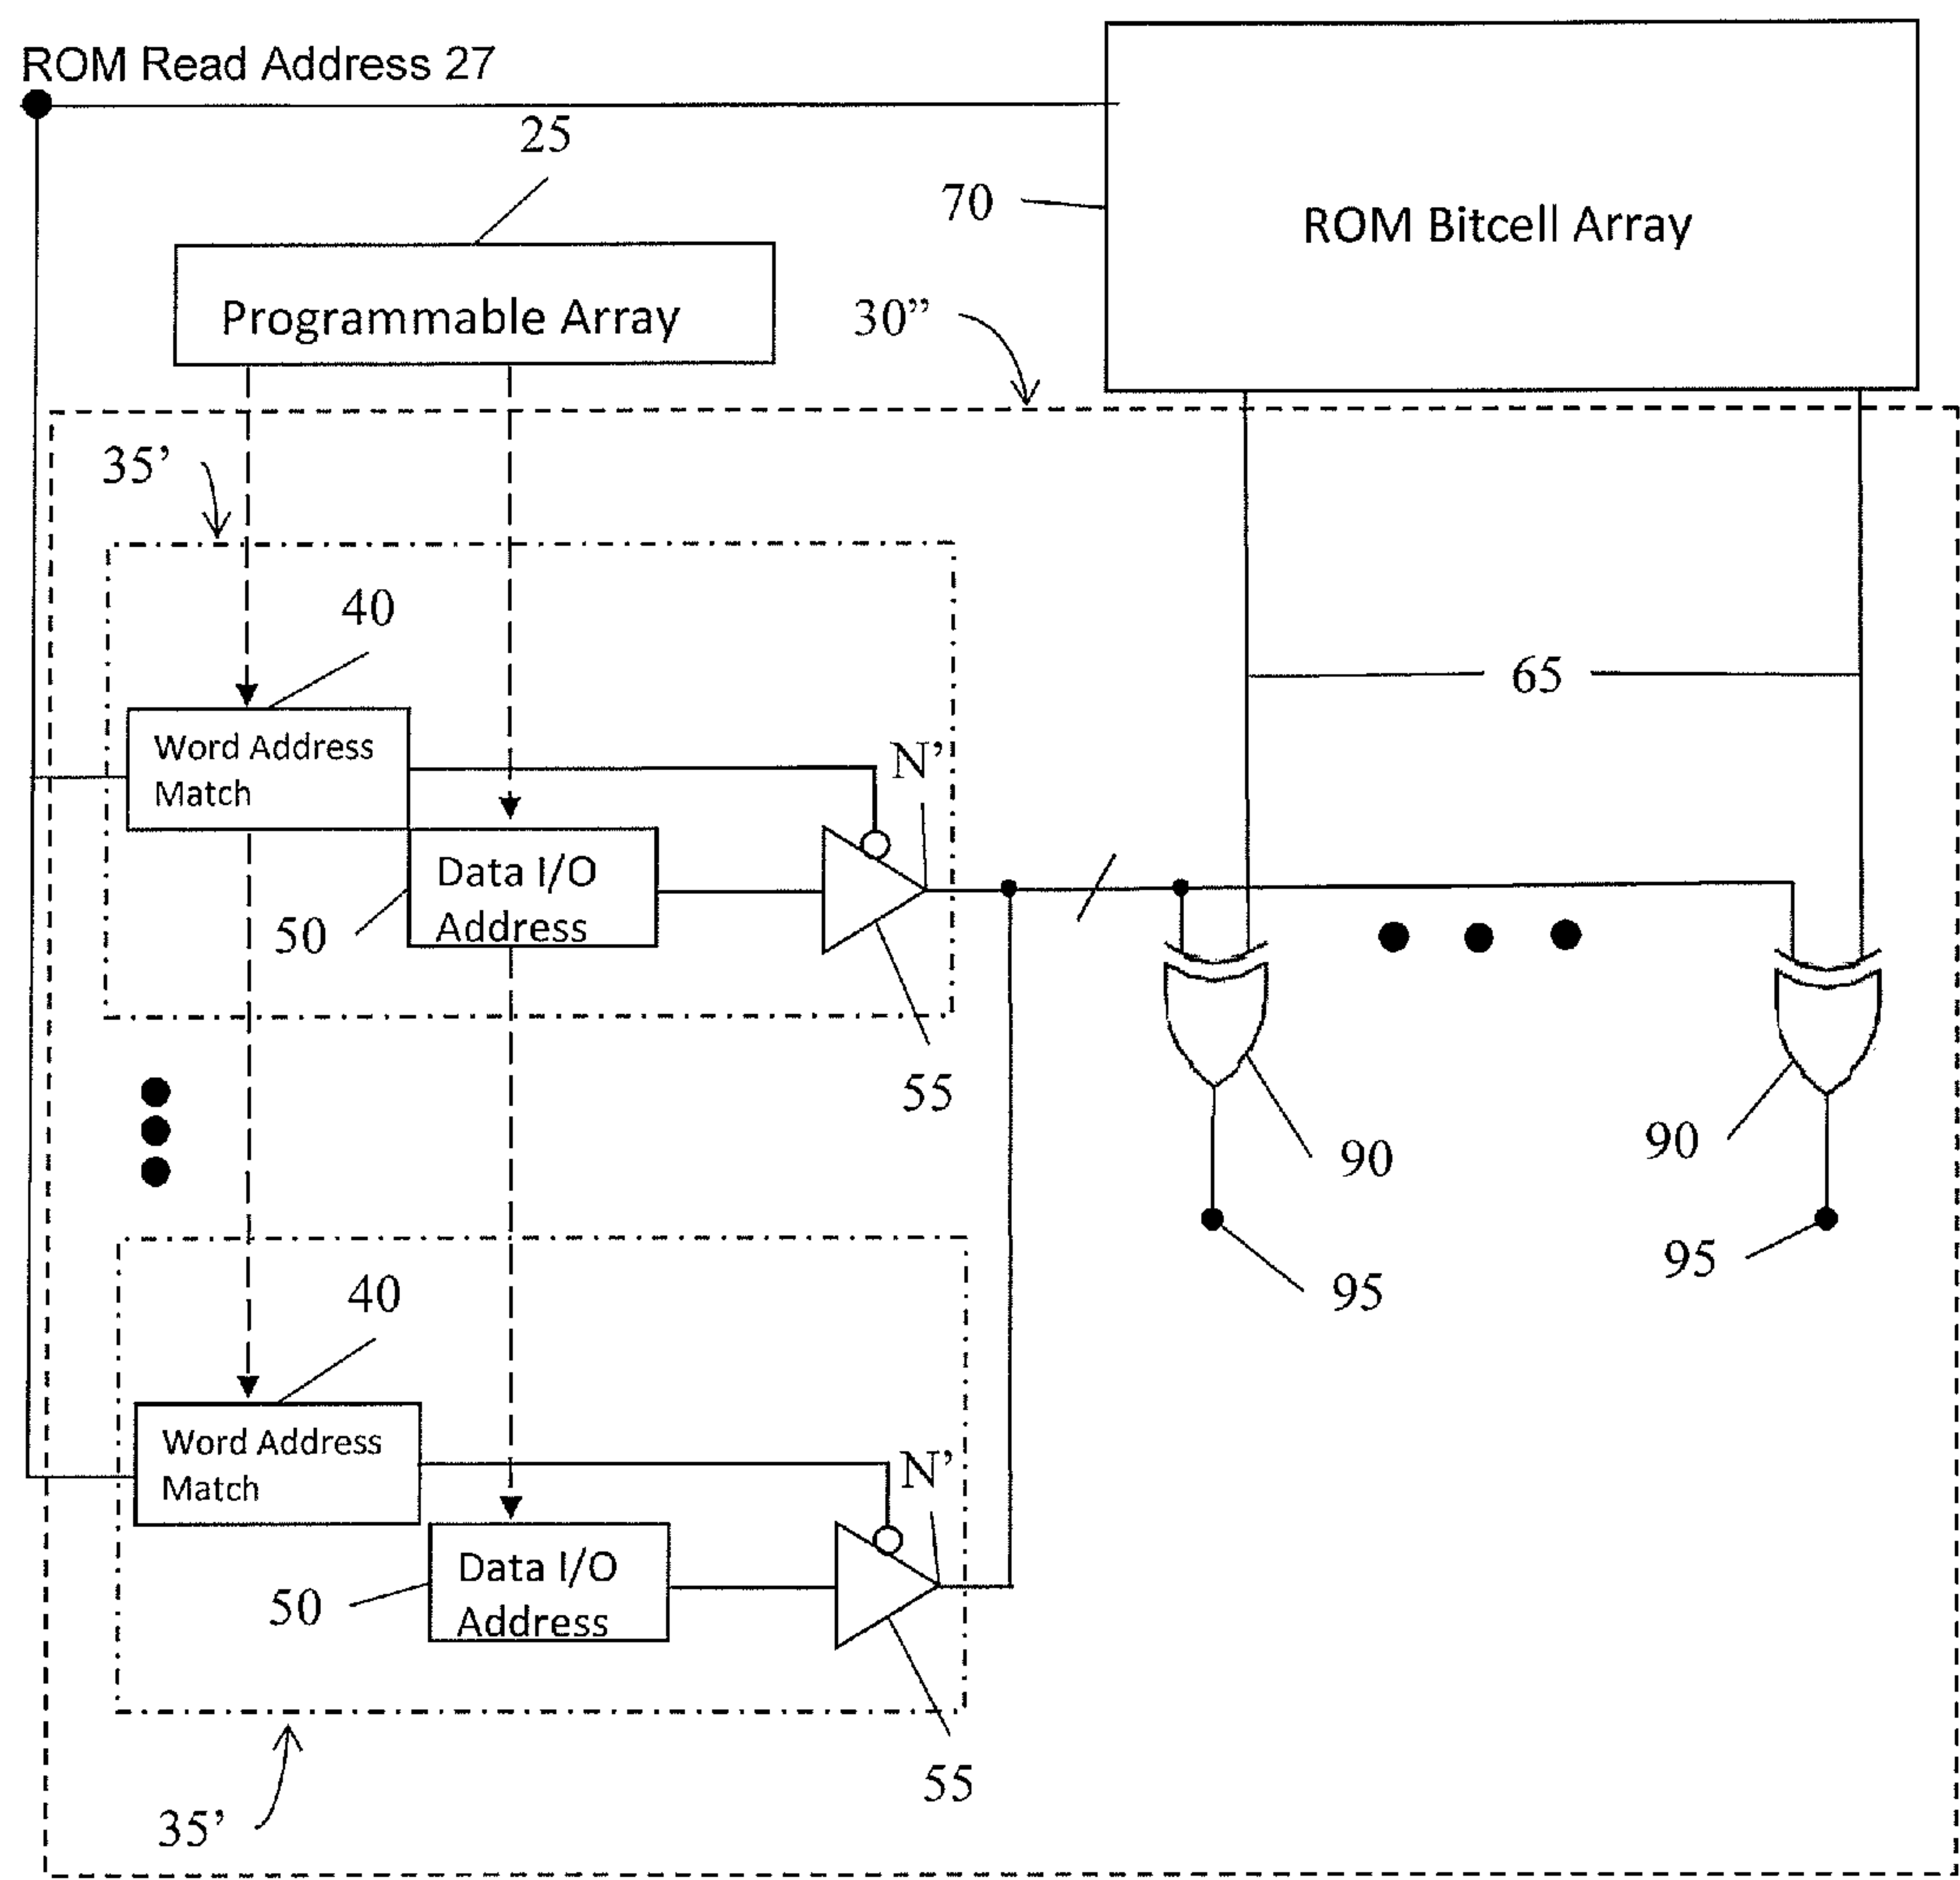 ROM Read Address 27
25
70
ROM Bitcell Array
Programmable Array
30”
35’
40
65
Word Address
Match
N’
Data I/O
Address
50
55
90
90
95
95
40
Word Address
Match
N’
Data I/O
Address
50
55
35’